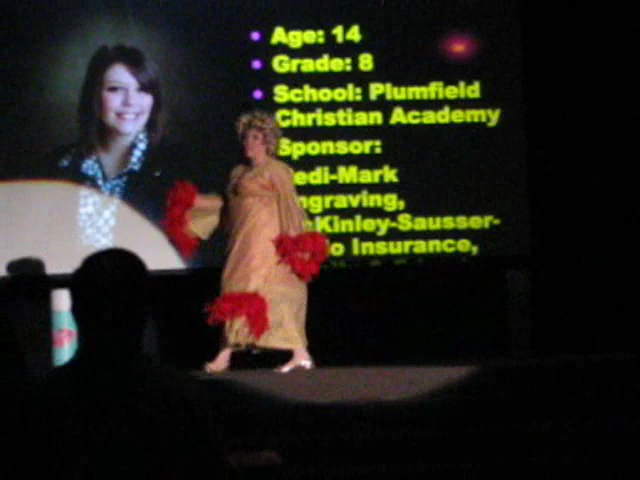 Age: 14
Grade: 8
School: Plumfield
Christian Academy
Sponsor:
edi-Mark
ngraving,
Kinley-Sausser-
o Insurance,